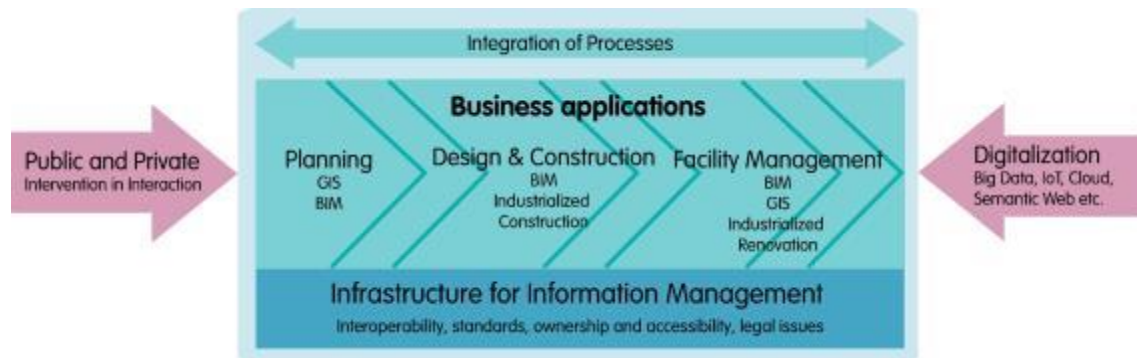 Integration of Processes
Business applications
Public and Private
Intervention in Interaction
Planning
GIS
BIM
Design & Construction
BIM
Industrialized
Construction
Facility Management
BIM
GIS
Industrialized
Renovation
Digitalization
Big Data, IoT, Cloud,
Semantic Web etc.
Infrastructure for Information Management
Interoperability, standards, ownership and accessibility, legal issues